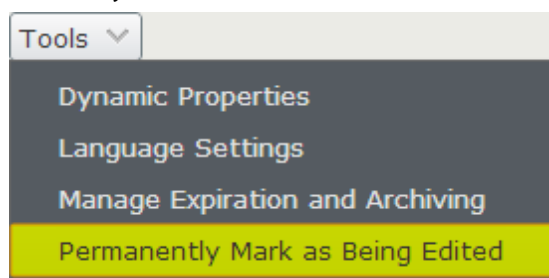 Tools
Dynamic Properties
Language Settings
Manage Expiration and Archiving
Permanently Mark as Being Edited